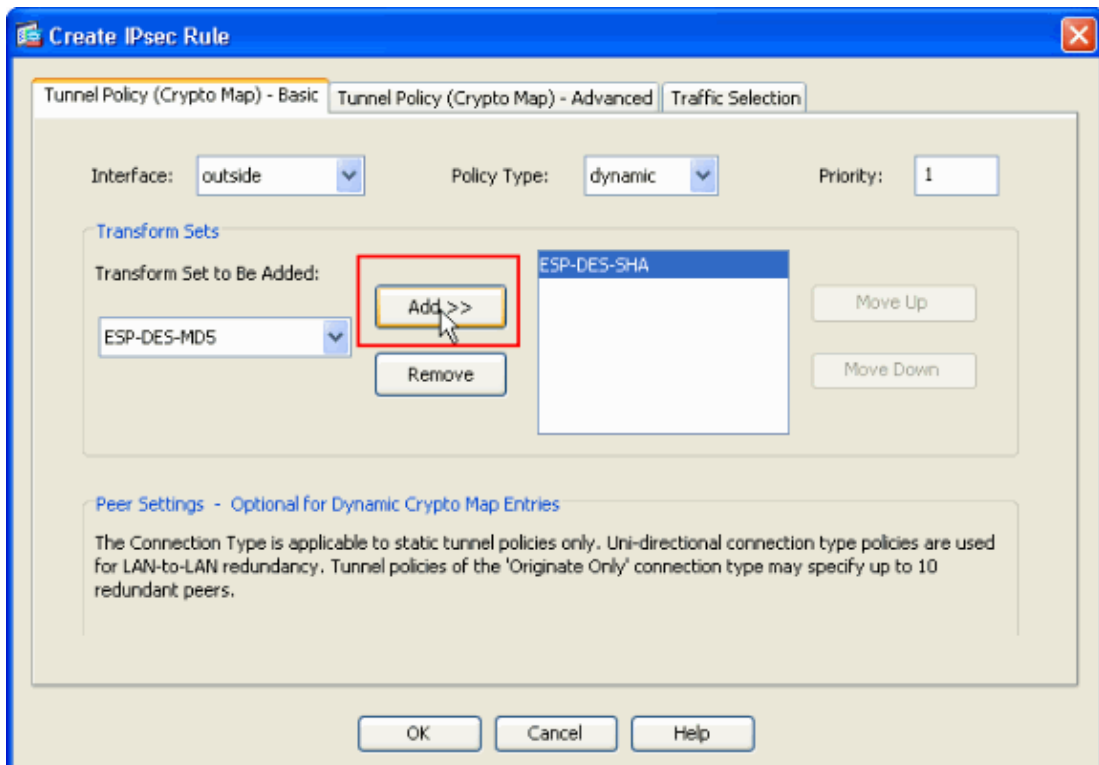 Create IPsec Rule
Tunnel Policy (Crypto Map) - Basic
Tunnel Policy (Crypto Map) - Advanced
Traffic Selection
Interface:
outside
Policy Type:
dynamic
Priority:
1
Transform Sets
Transform Set to Be Added:
ESP-DES-MD5
Add >>
Remove
ESP-DES-SHA
Move Up
Move Down
Peer Settings - Optional for Dynamic Crypto Map Entries
The Connection Type is applicable to static tunnel policies only. Uni-directional connection type policies are used
for LAN-to-LAN redundancy. Tunnel policies of the 'Originate Only' connection type may specify up to 10
redundant peers.
OK
Cancel
Help